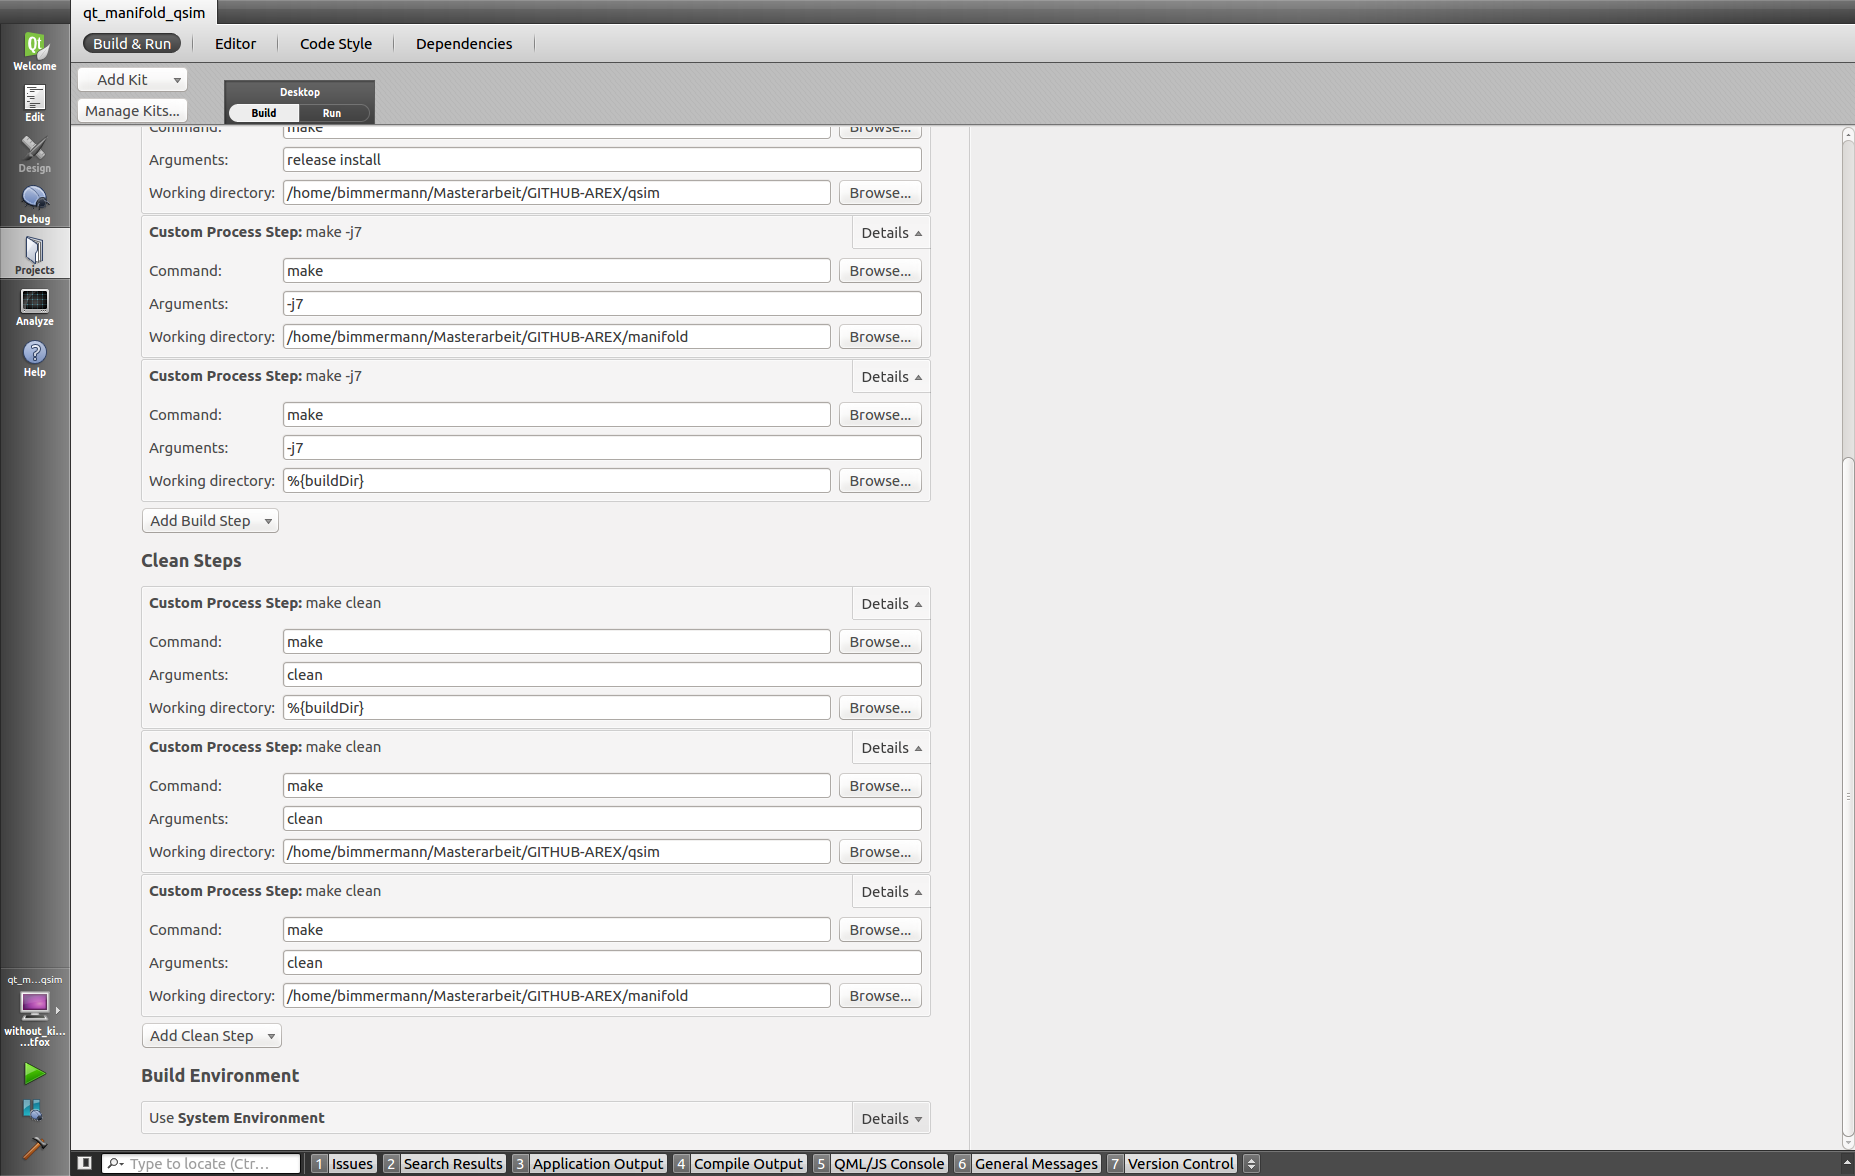 qt_manifold_qsim
Build & Run
Editor
Code Style
Dependencies
Welcome
Edit
Design
Debug
Projects
Analyze
Help
Add Kit
Manage Kits...
Desktop
Build
Run
Command: make Browse...
Arguments: release install
Working directory: /home/bimmermann/Masterarbeit/GITHUB-AREX/qsim Browse...
Custom Process Step: make -j7 Details
Command: make Browse...
Arguments: -j7
Working directory: /home/bimmermann/Masterarbeit/GITHUB-AREX/manifold Browse...
Custom Process Step: make -j7 Details
Command: make Browse...
Arguments: -j7
Working directory: %{buildDir} Browse...
Add Build Step
Clean Steps
Custom Process Step: make clean Details
Command: make Browse...
Arguments: clean
Working directory: %{buildDir} Browse...
Custom Process Step: make clean Details
Command: make Browse...
Arguments: clean
Working directory: /home/bimmermann/Masterarbeit/GITHUB-AREX/qsim Browse...
Custom Process Step: make clean Details
Command: make Browse...
Arguments: clean
Working directory: /home/bimmermann/Masterarbeit/GITHUB-AREX/manifold Browse...
Add Clean Step
Build Environment
Use System Environment Details
qt_m...qsim
without_ki...
...tfox
Type to locate (Ctr...
1 Issues 2 Search Results 3 Application Output 4 Compile Output 5 QML/JS Console 6 General Messages 7 Version Control